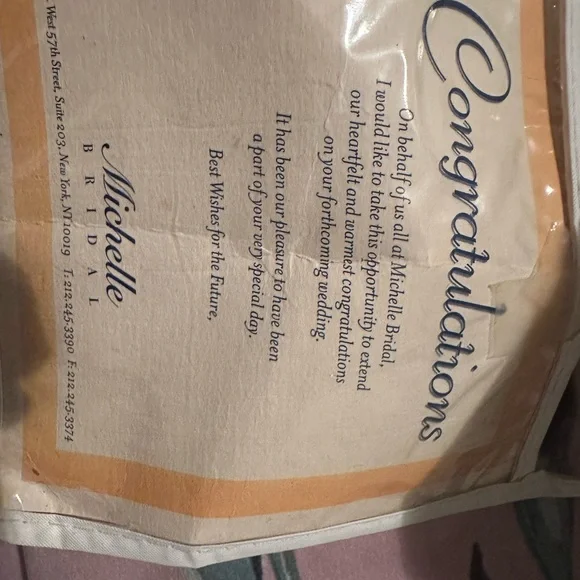 Congratulations
On behalf of us all at Michelle Bridal,
I would like to take this opportunity to extend
our heartfelt and warmest congratulations
on your forthcoming wedding.
It has been our pleasure to have been
a part of your very special day.
Best Wishes for the Future,
Michelle
BRIDAL
West 57th Street, Suite 203, New York, NY 10019 T: 212.245.3390 F: 212.245.3374